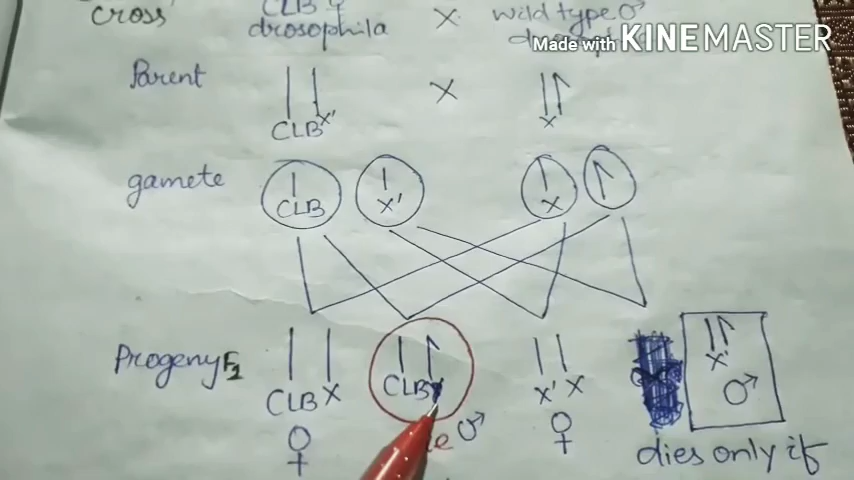 cross CLB ♀ X wild type ♂
drosophila
Made with KINEMASTER
Parent X
CLB X' X
gamete
CLB X' X
Progeny F1
CLB X CLB X' X X'
♀ ♂ ♀ ♂
dies only if